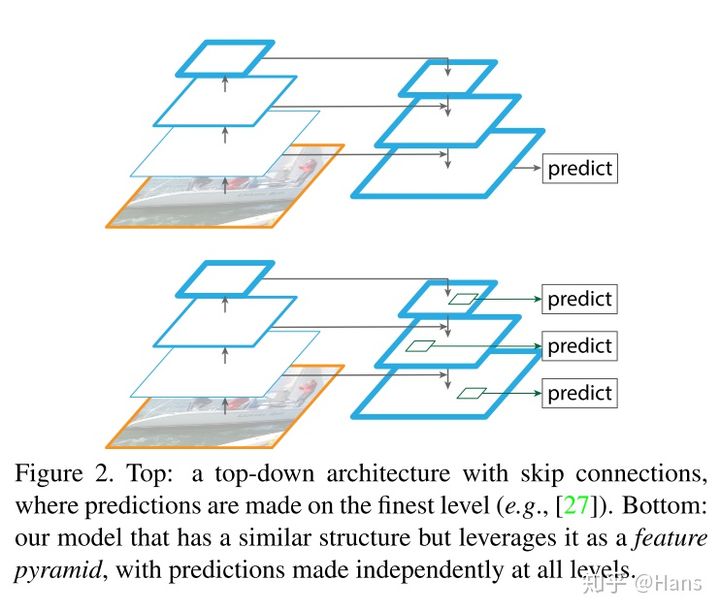 predict
predict
predict
predict
Figure 2. Top: a top-down architecture with skip connections,
where predictions are made on the finest level (e.g., [27]). Bottom:
our model that has a similar structure but leverages it as a feature
pyramid, with predictions made independently at all levels.
知乎 @Hans